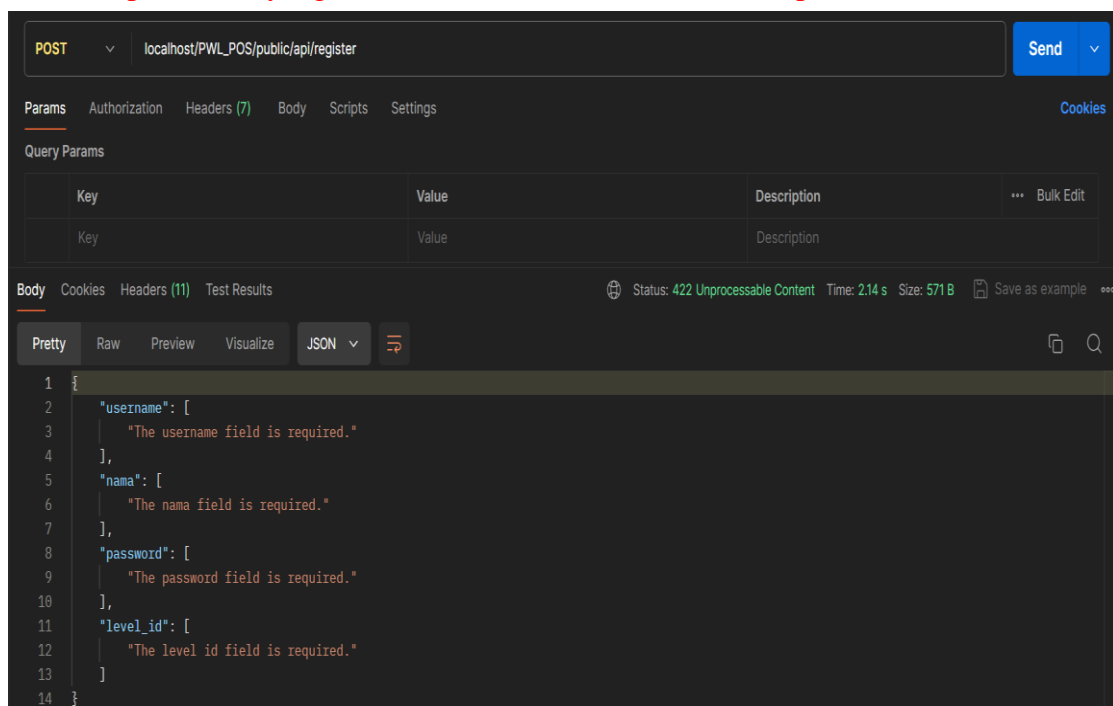 POST localhost/PWL_POS/public/api/register Send
Params Authorization Headers (7) Body Scripts Settings Cookies
Query Params
Key Value Description ••• Bulk Edit
Key Value Description
Body Cookies Headers (11) Test Results Status: 422 Unprocessable Content Time: 2.14 s Size: 571 B Save as example •••
Pretty Raw Preview Visualize JSON
1 {
2 "username": [
3 "The username field is required."
4 ],
5 "nama": [
6 "The nama field is required."
7 ],
8 "password": [
9 "The password field is required."
10 ],
11 "level_id": [
12 "The level id field is required."
13 ]
14 }